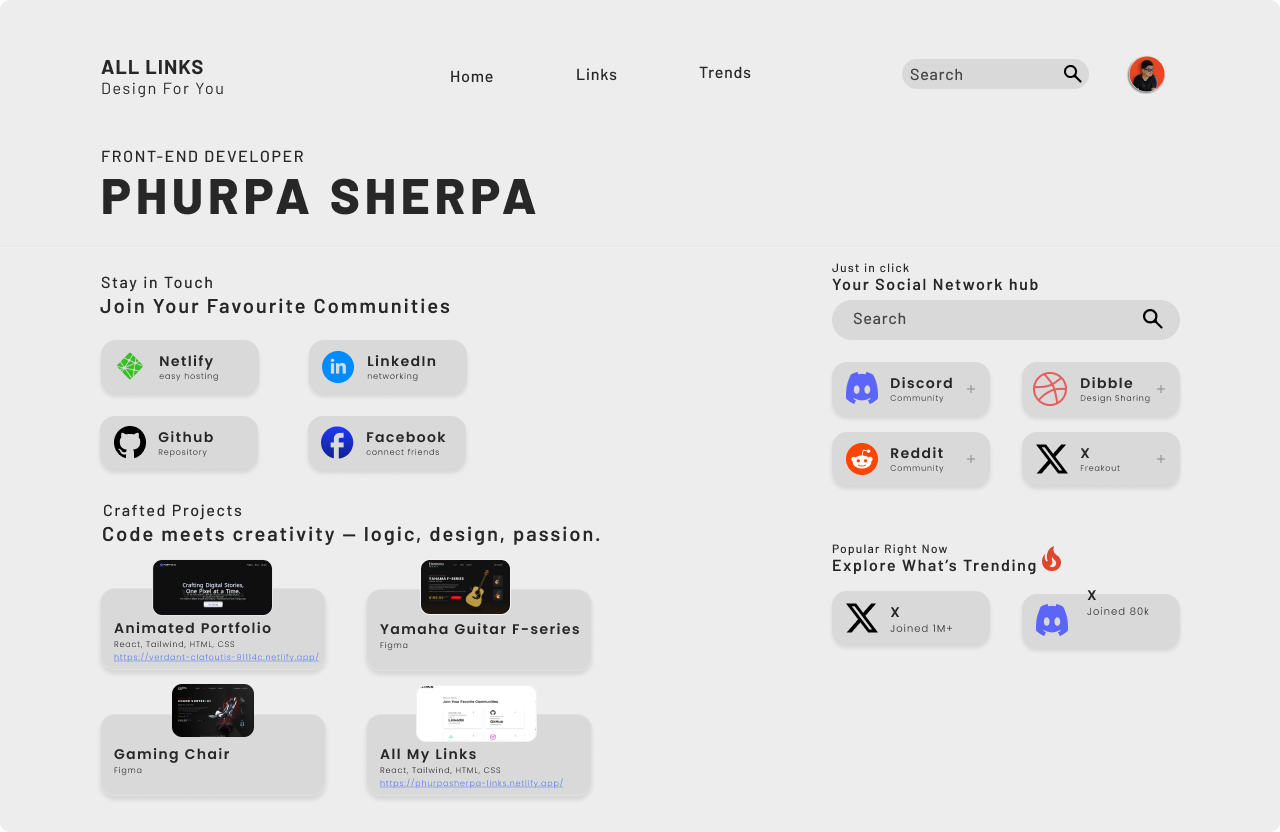 ALL LINKS
Design For You
Home
Links
Trends
Search
FRONT-END DEVELOPER
PHURPA SHERPA
Stay in Touch
Join Your Favourite Communities
Netlify
easy hosting
LinkedIn
networking
Github
Repository
Facebook
connect friends
Crafted Projects
Code meets creativity — logic, design, passion.
Crafting Digital Stories,
One Pixel at a Time.
Animated Portfolio
React, Tailwind, HTML, CSS
https://verdant-clafoutis-91114c.netlify.app/
YAHAMA F-SERIES
Yamaha Guitar F-series
Figma
Gaming Chair
Figma
Join Your Favorite Communities
LinkedIn
GitHub
All My Links
React, Tailwind, HTML, CSS
https://phurpasherpa-links.netlify.app/
Just in click
Your Social Network hub
Search
Discord
Community
+
Dibble
Design Sharing
+
Reddit
Community
+
X
Freakout
+
Popular Right Now
Explore What's Trending
X
Joined 1M+
X
Joined 80k